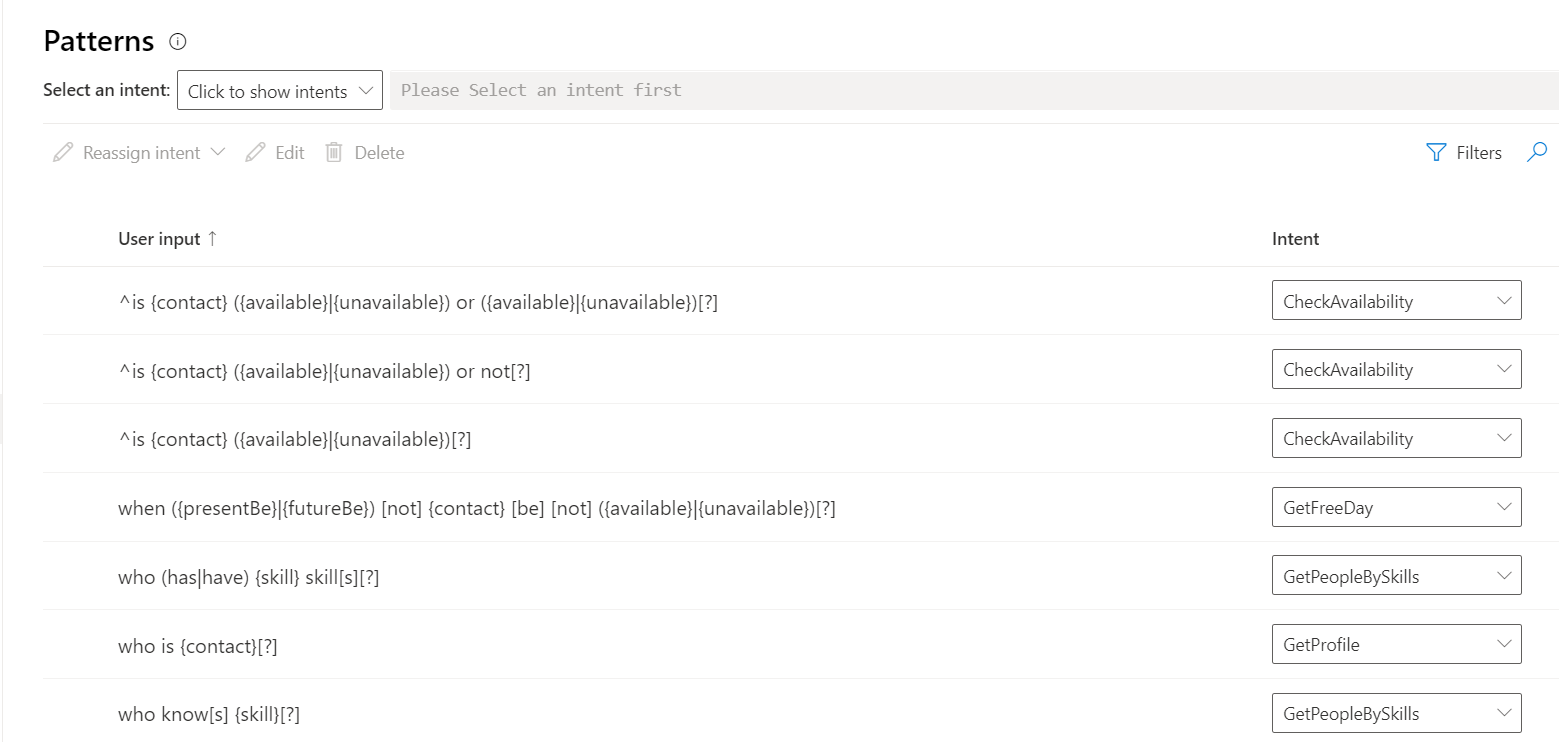 Patterns
Select an intent: Click to show intents Please Select an intent first
Reassign intent Edit Delete Filters
User input ↑ Intent
^is {contact} ({available}|{unavailable}) or ({available}|{unavailable})[?] CheckAvailability
^is {contact} ({available}|{unavailable}) or not[?] CheckAvailability
^is {contact} ({available}|{unavailable})[?] CheckAvailability
when ({presentBe}|{futureBe}) [not] {contact} [be] [not] ({available}|{unavailable})[?] GetFreeDay
who (has|have) {skill} skill[s][?] GetPeopleBySkills
who is {contact}[?] GetProfile
who know[s] {skill}[?] GetPeopleBySkills